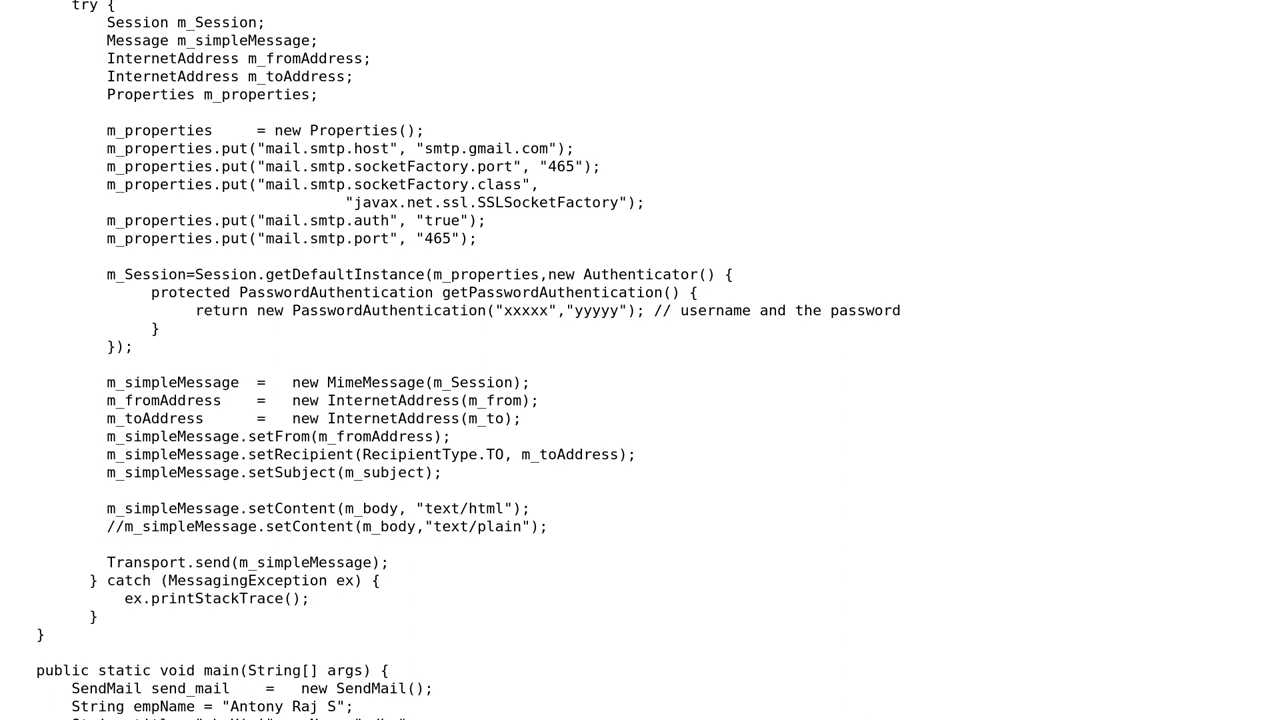 try {
Session m_Session;
Message m_simpleMessage;
InternetAddress m_fromAddress;
InternetAddress m_toAddress;
Properties m_properties;
m_properties     = new Properties();
m_properties.put("mail.smtp.host", "smtp.gmail.com");
m_properties.put("mail.smtp.socketFactory.port", "465");
m_properties.put("mail.smtp.socketFactory.class",
"javax.net.ssl.SSLSocketFactory");
m_properties.put("mail.smtp.auth", "true");
m_properties.put("mail.smtp.port", "465");
m_Session=Session.getDefaultInstance(m_properties,new Authenticator() {
protected PasswordAuthentication getPasswordAuthentication() {
return new PasswordAuthentication("xxxxx","yyyyy"); // username and the password
}
});
m_simpleMessage  =   new MimeMessage(m_Session);
m_fromAddress    =   new InternetAddress(m_from);
m_toAddress      =   new InternetAddress(m_to);
m_simpleMessage.setFrom(m_fromAddress);
m_simpleMessage.setRecipient(RecipientType.TO, m_toAddress);
m_simpleMessage.setSubject(m_subject);
m_simpleMessage.setContent(m_body, "text/html");
//m_simpleMessage.setContent(m_body,"text/plain");
Transport.send(m_simpleMessage);
} catch (MessagingException ex) {
ex.printStackTrace();
}
}
public static void main(String[] args) {
SendMail send_mail    =   new SendMail();
String empName = "Antony Raj S";